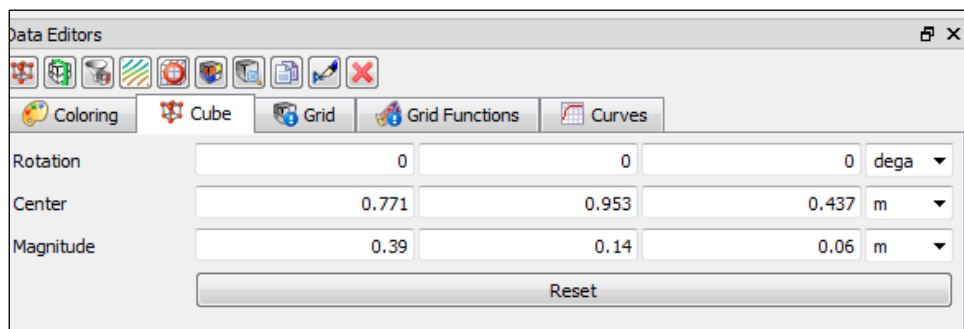 Data Editors
Coloring Cube Grid Grid Functions Curves
Rotation 0 0 0 dega
Center 0.771 0.953 0.437 m
Magnitude 0.39 0.14 0.06 m
Reset